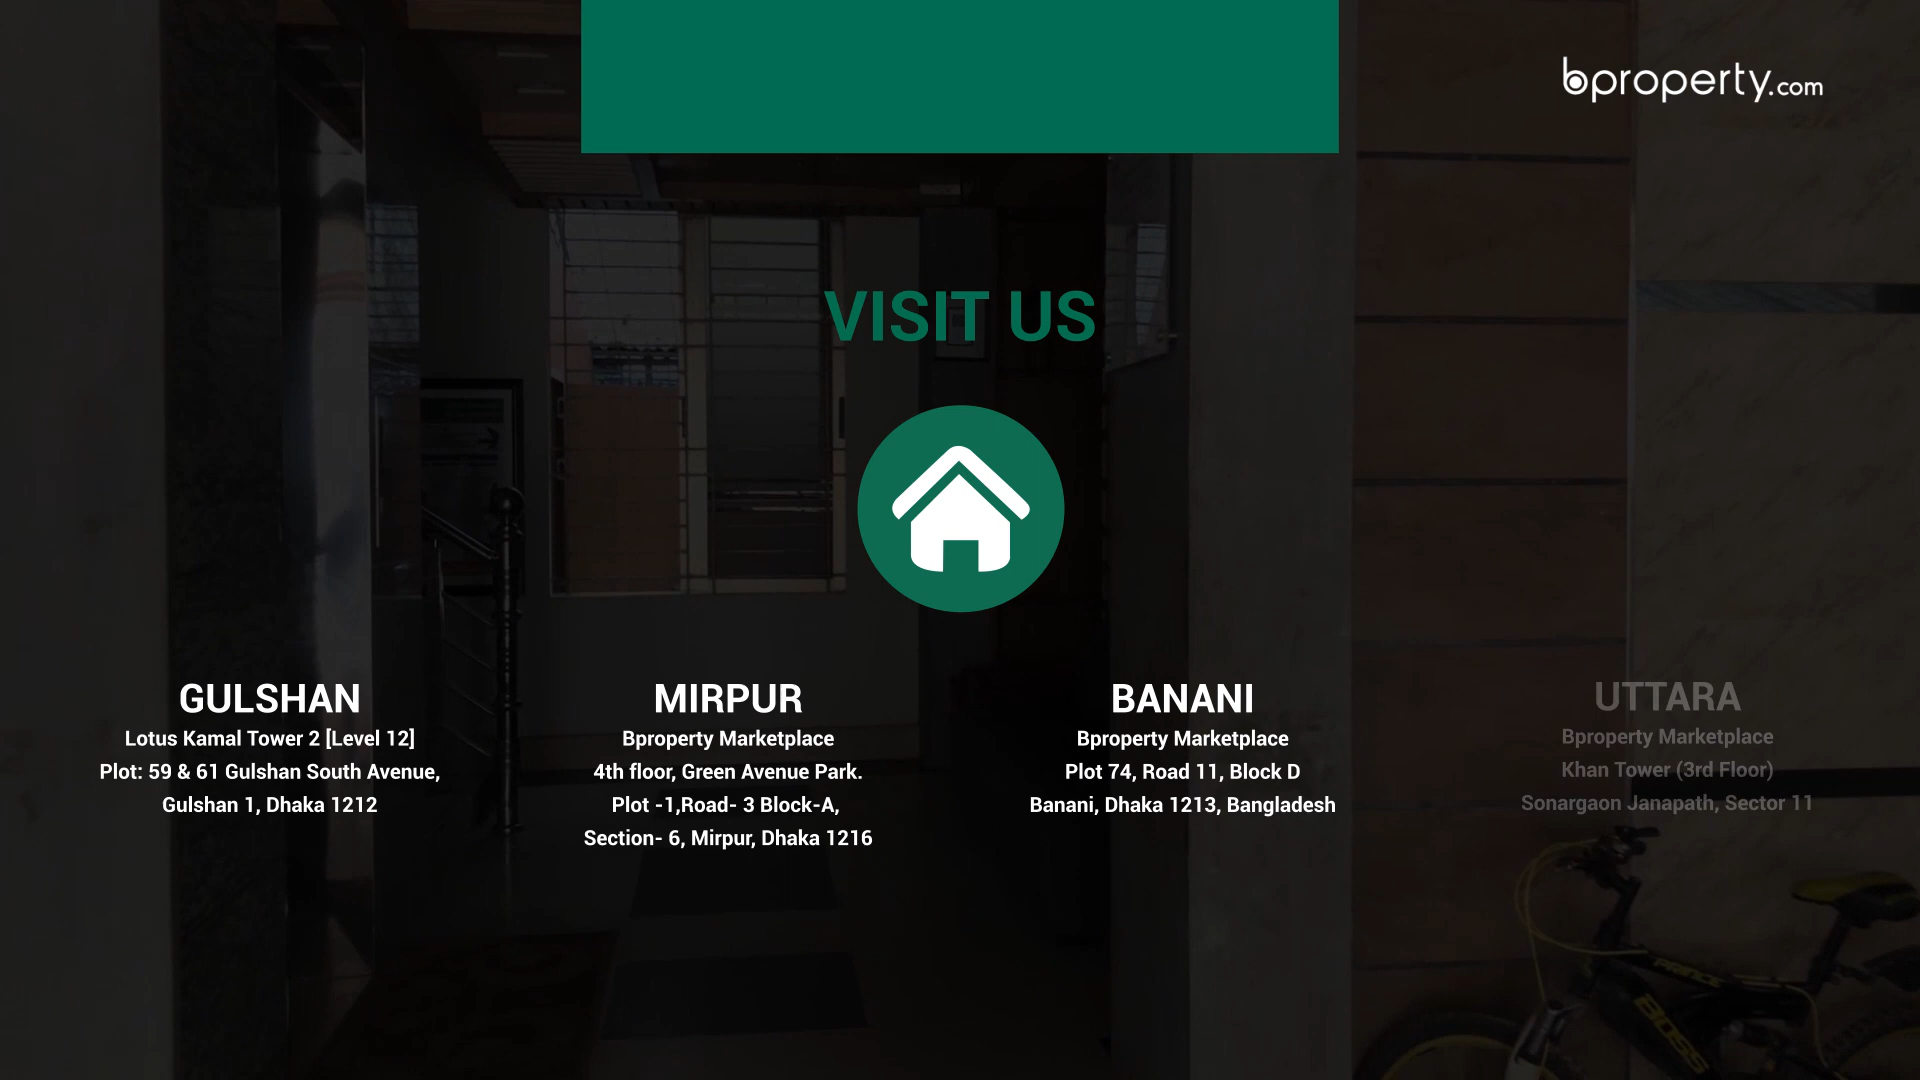 bproperty.com
VISIT US
GULSHAN
Lotus Kamal Tower 2 [Level 12]
Plot: 59 & 61 Gulshan South Avenue,
Gulshan 1, Dhaka 1212
MIRPUR
Bproperty Marketplace
4th floor, Green Avenue Park.
Plot -1,Road- 3 Block-A,
Section- 6, Mirpur, Dhaka 1216
BANANI
Bproperty Marketplace
Plot 74, Road 11, Block D
Banani, Dhaka 1213, Bangladesh
UTTARA
Bproperty Marketplace
Khan Tower (3rd Floor)
Sonargaon Janapath, Sector 11
PRINCE
BOSS